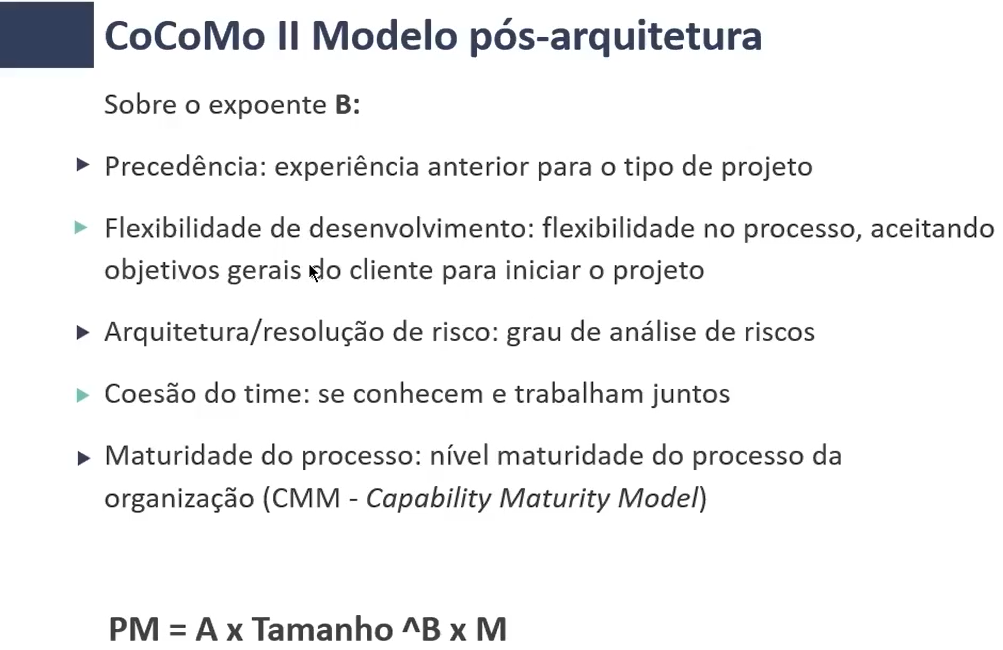 CoCoMo II Modelo pós-arquitetura
Sobre o expoente B:
Precedência: experiência anterior para o tipo de projeto
Flexibilidade de desenvolvimento: flexibilidade no processo, aceitando
objetivos gerais do cliente para iniciar o projeto
Arquitetura/resolução de risco: grau de análise de riscos
Coesão do time: se conhecem e trabalham juntos
Maturidade do processo: nível maturidade do processo da
organização (CMM - Capability Maturity Model)
PM = A x Tamanho ^B x M